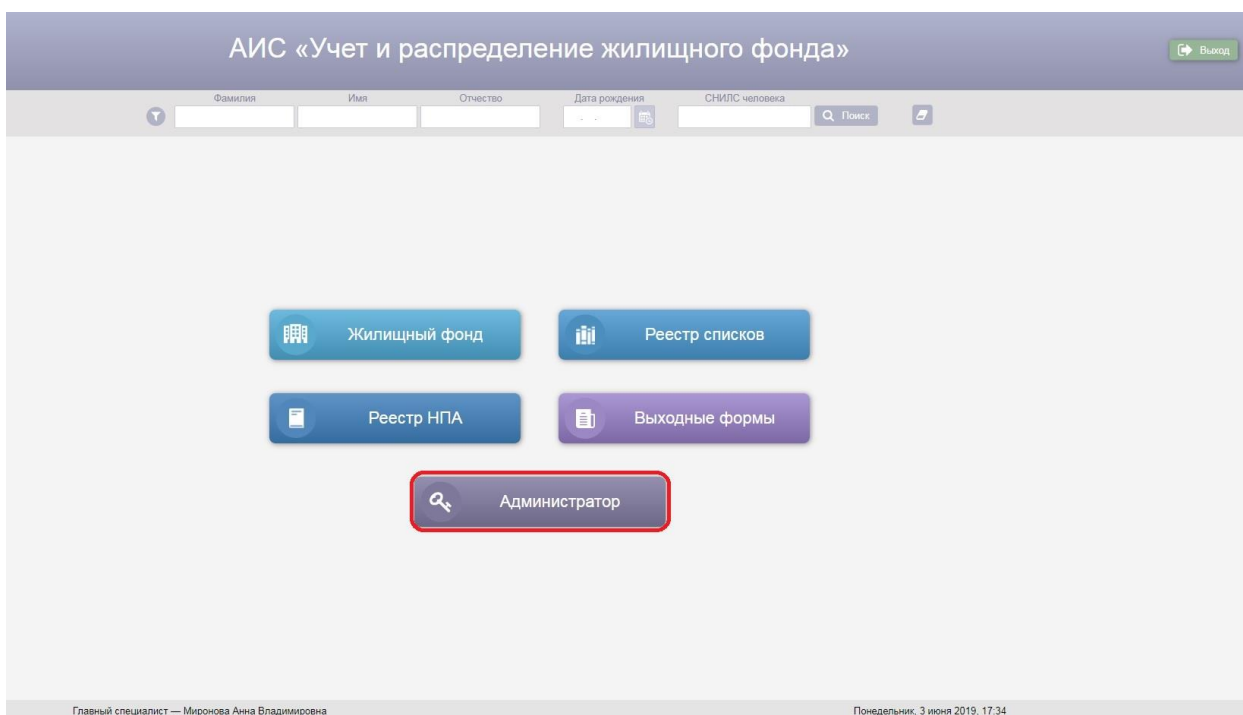 АИС «Учет и распределение жилищного фонда»
Выход
Фамилия Имя Отчество Дата рождения СНИЛС человека
Поиск
Жилищный фонд Реестр списков
Реестр НПА Выходные формы
Администратор
Главный специалист — Миронова Анна Владимировна Понедельник, 3 июня 2019, 17:34